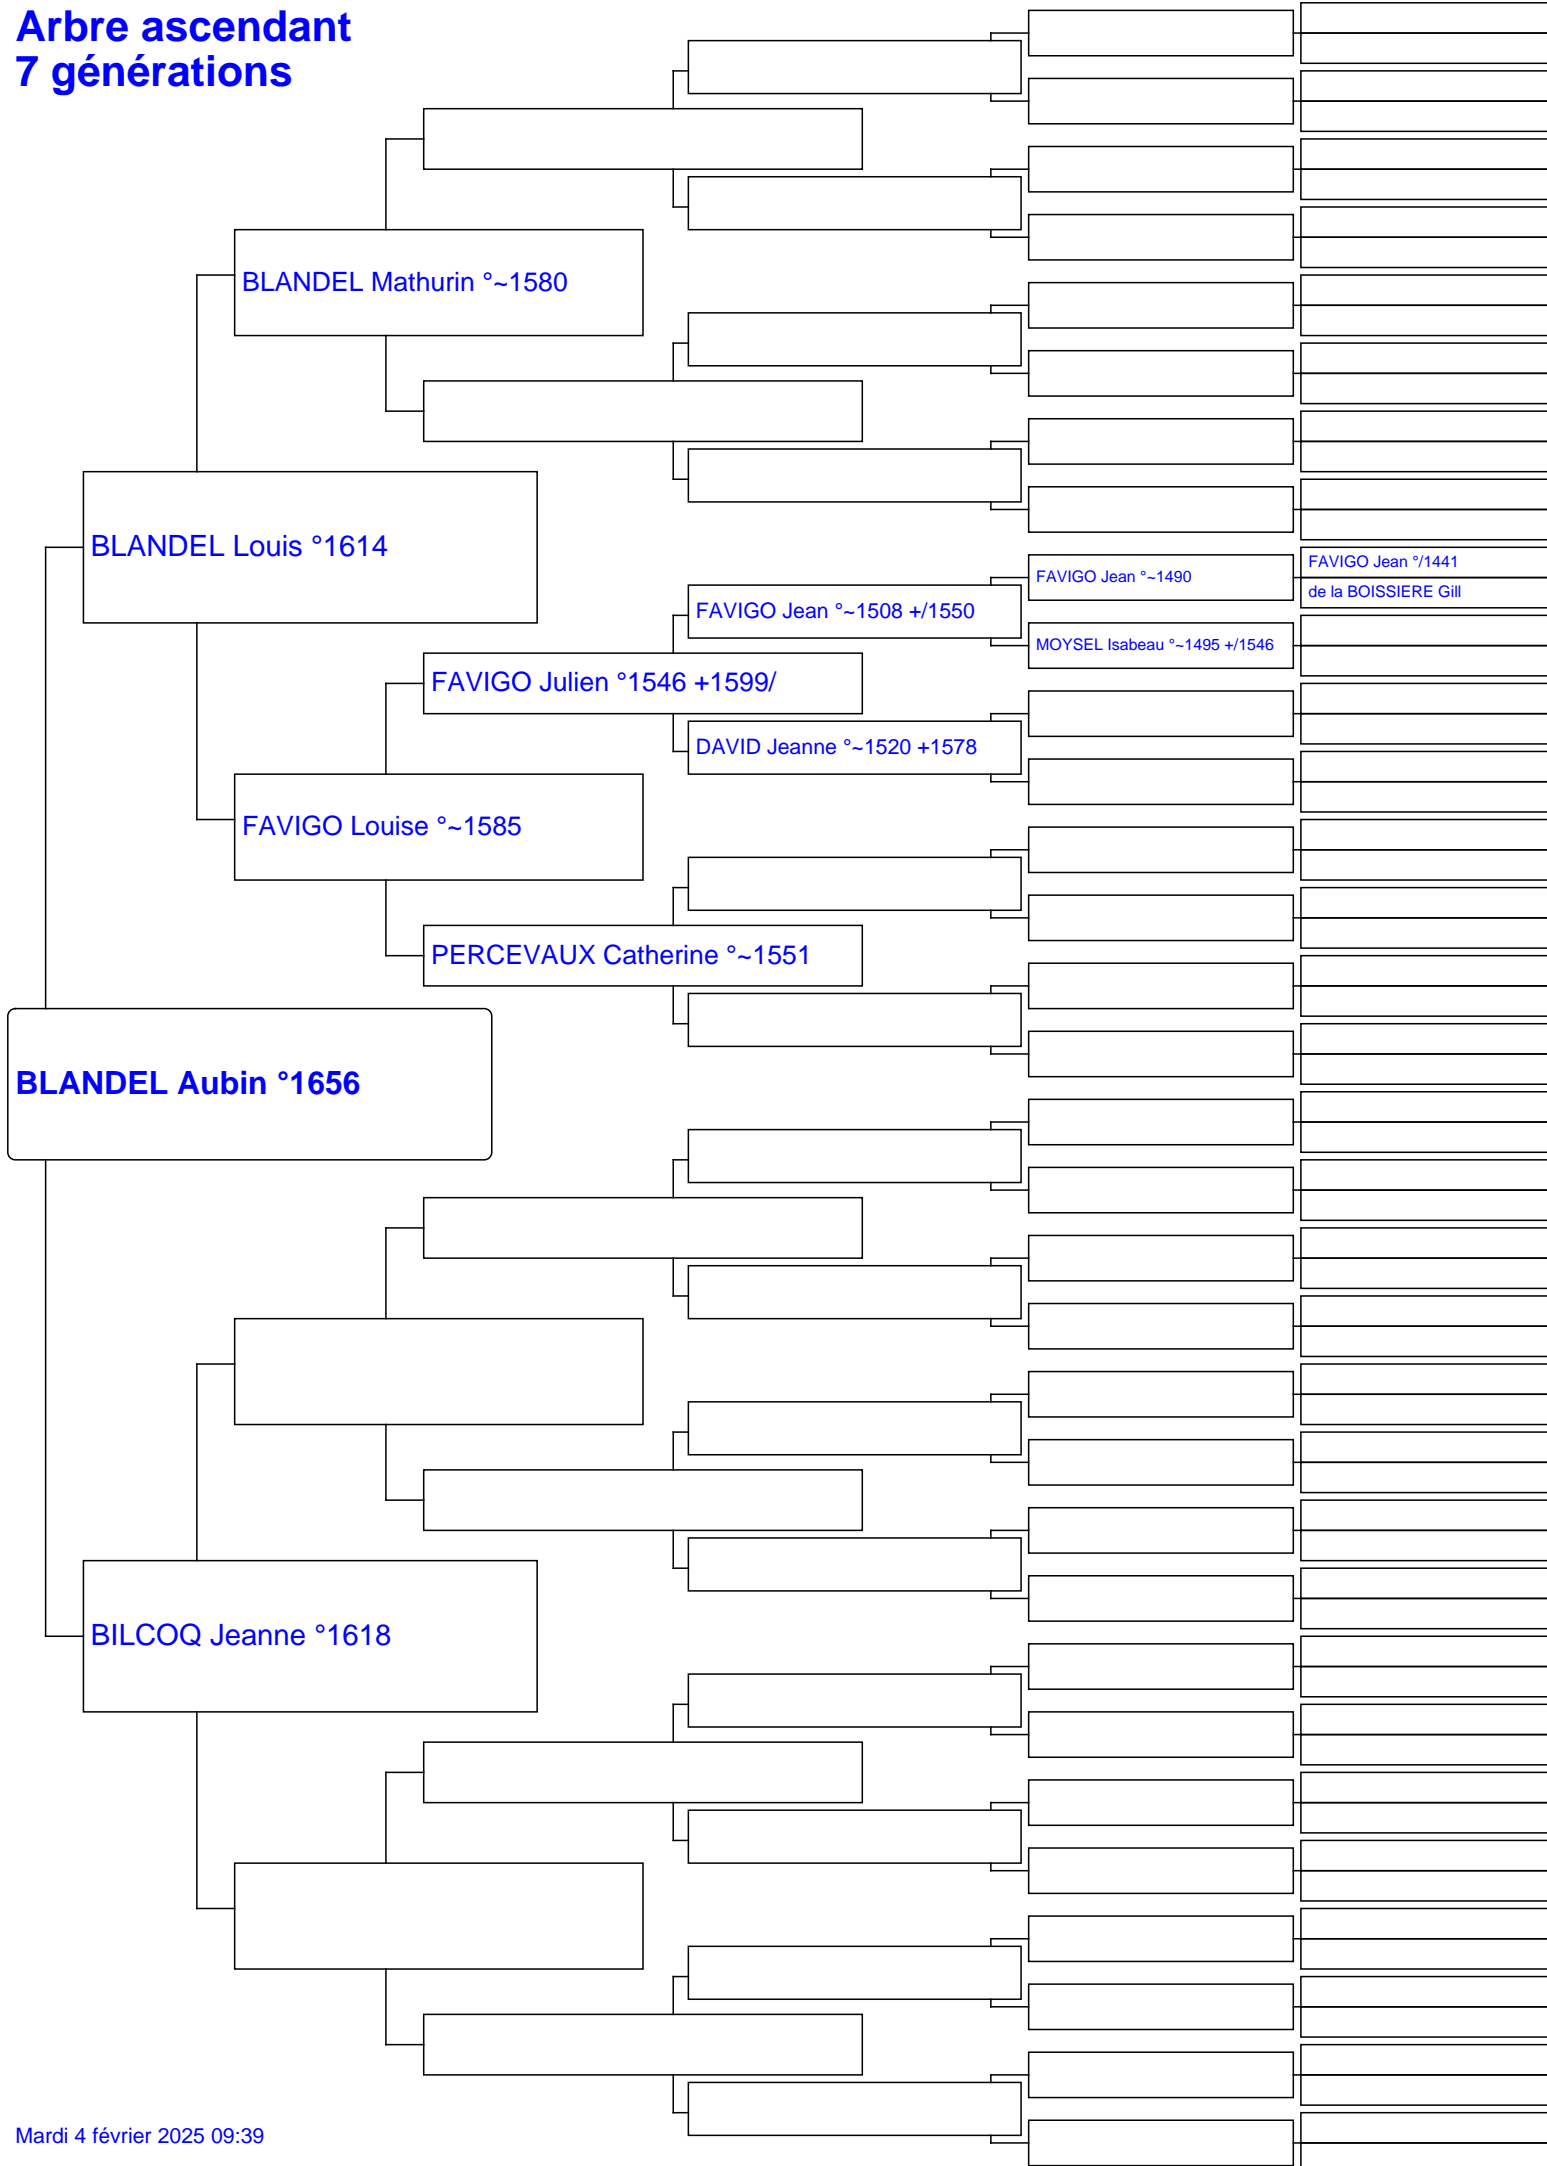 Arbre ascendant
7 générations
BLANDEL Mathurin °~1580
BLANDEL Louis °1614
FAVIGO Jean °/1441
FAVIGO Jean °~1490
de la BOISSIERE Gill
FAVIGO Jean °~1508 +/1550
MOYSEL Isabeau °~1495 +/1546
FAVIGO Julien °1546 +1599/
DAVID Jeanne °~1520 +1578
FAVIGO Louise °~1585
PERCEVAUX Catherine °~1551
BLANDEL Aubin °1656
BILCOQ Jeanne °1618
Mardi 4 février 2025 09:39